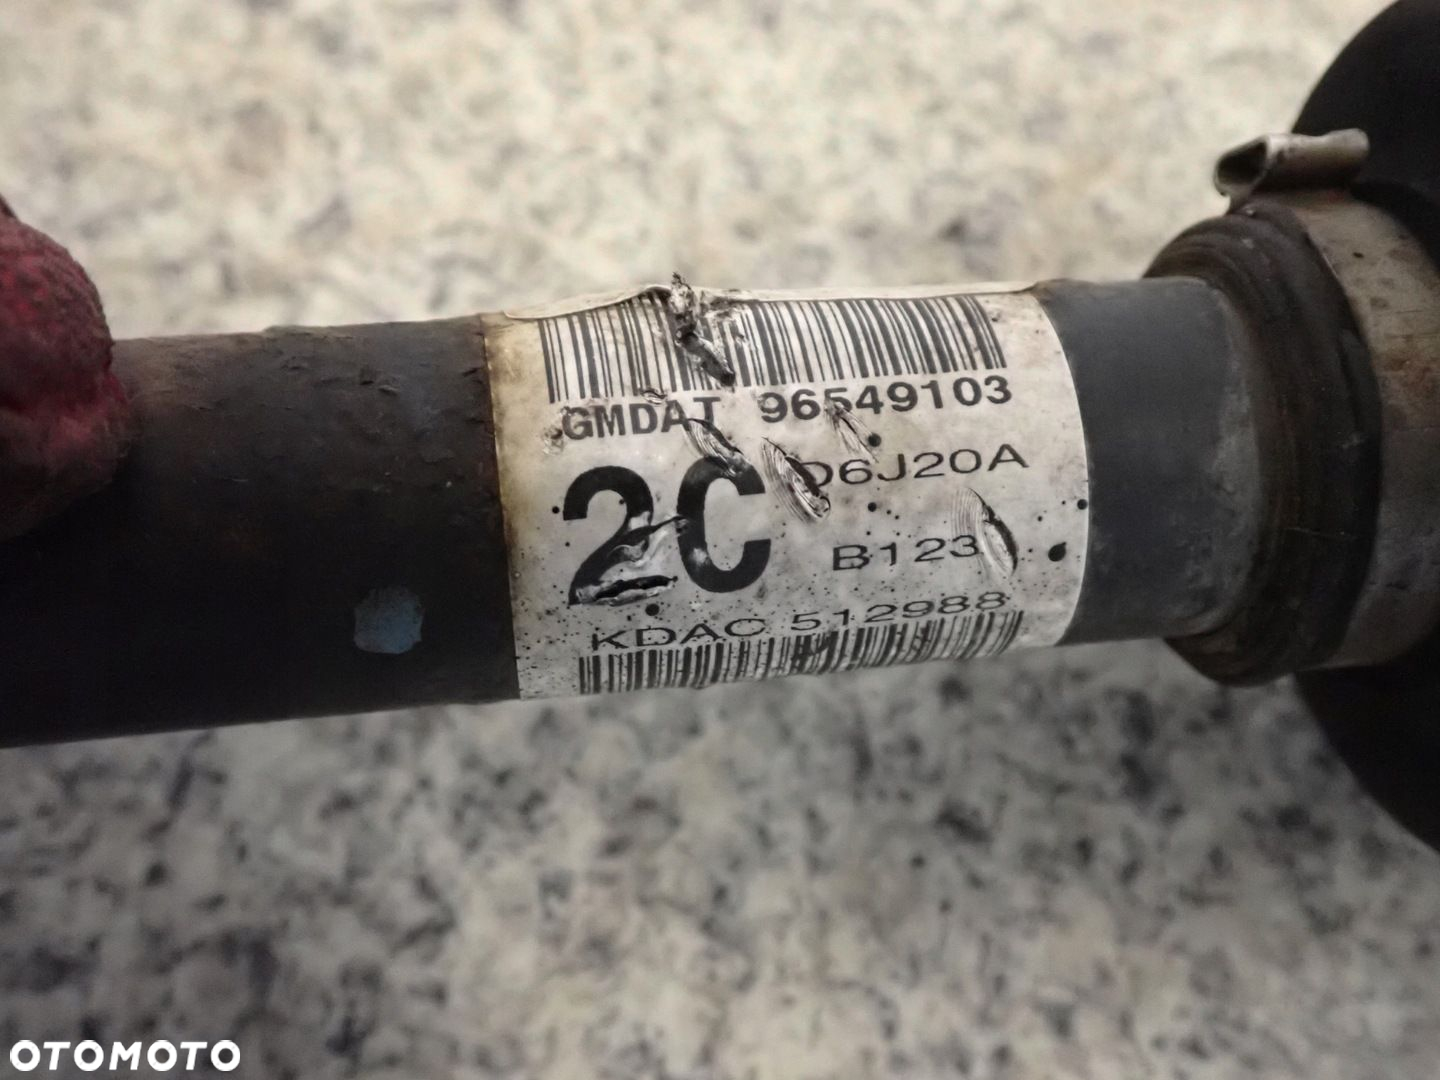 GMDAT 96549103
2C D6J20A
B123
KDAC 512988
OTOMOTO